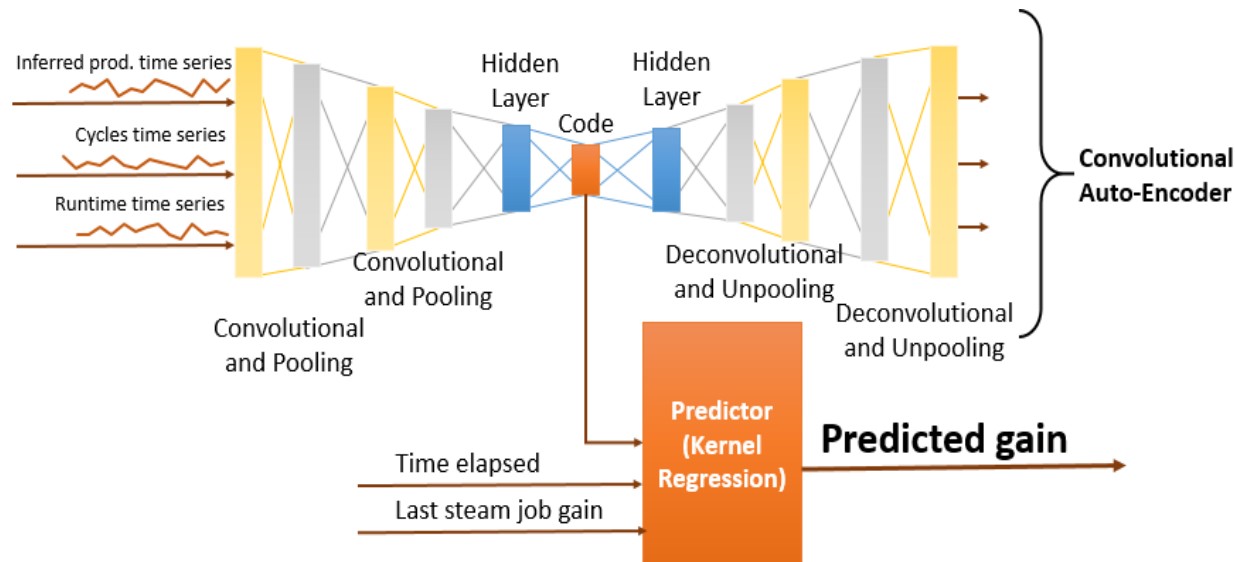 Inferred prod. time series
Cycles time series
Runtime time series
Hidden
Layer
Code
Hidden
Layer
Convolutional
and Pooling
Convolutional
and Pooling
Deconvolutional
and Unpooling
Deconvolutional
and Unpooling
Convolutional
Auto-Encoder
Time elapsed
Last steam job gain
Predictor
(Kernel
Regression)
Predicted gain